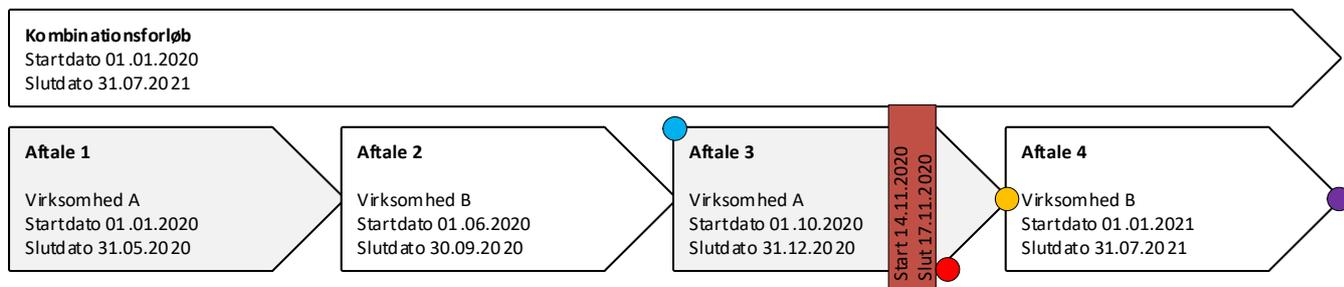 Kombinationsforløb
Startdato 01.01.2020
Slutdato 31.07.2021
Aftale 1
Virksomhed A
Startdato 01.01.2020
Slutdato 31.05.2020
Aftale 2
Virksomhed B
Startdato 01.06.2020
Slutdato 30.09.2020
Aftale 3
Virksomhed A
Startdato 01.10.2020
Slutdato 31.12.2020
Start 14.11.2020
Slut 17.11.2020
Aftale 4
Virksomhed B
Startdato 01.01.2021
Slutdato 31.07.2021